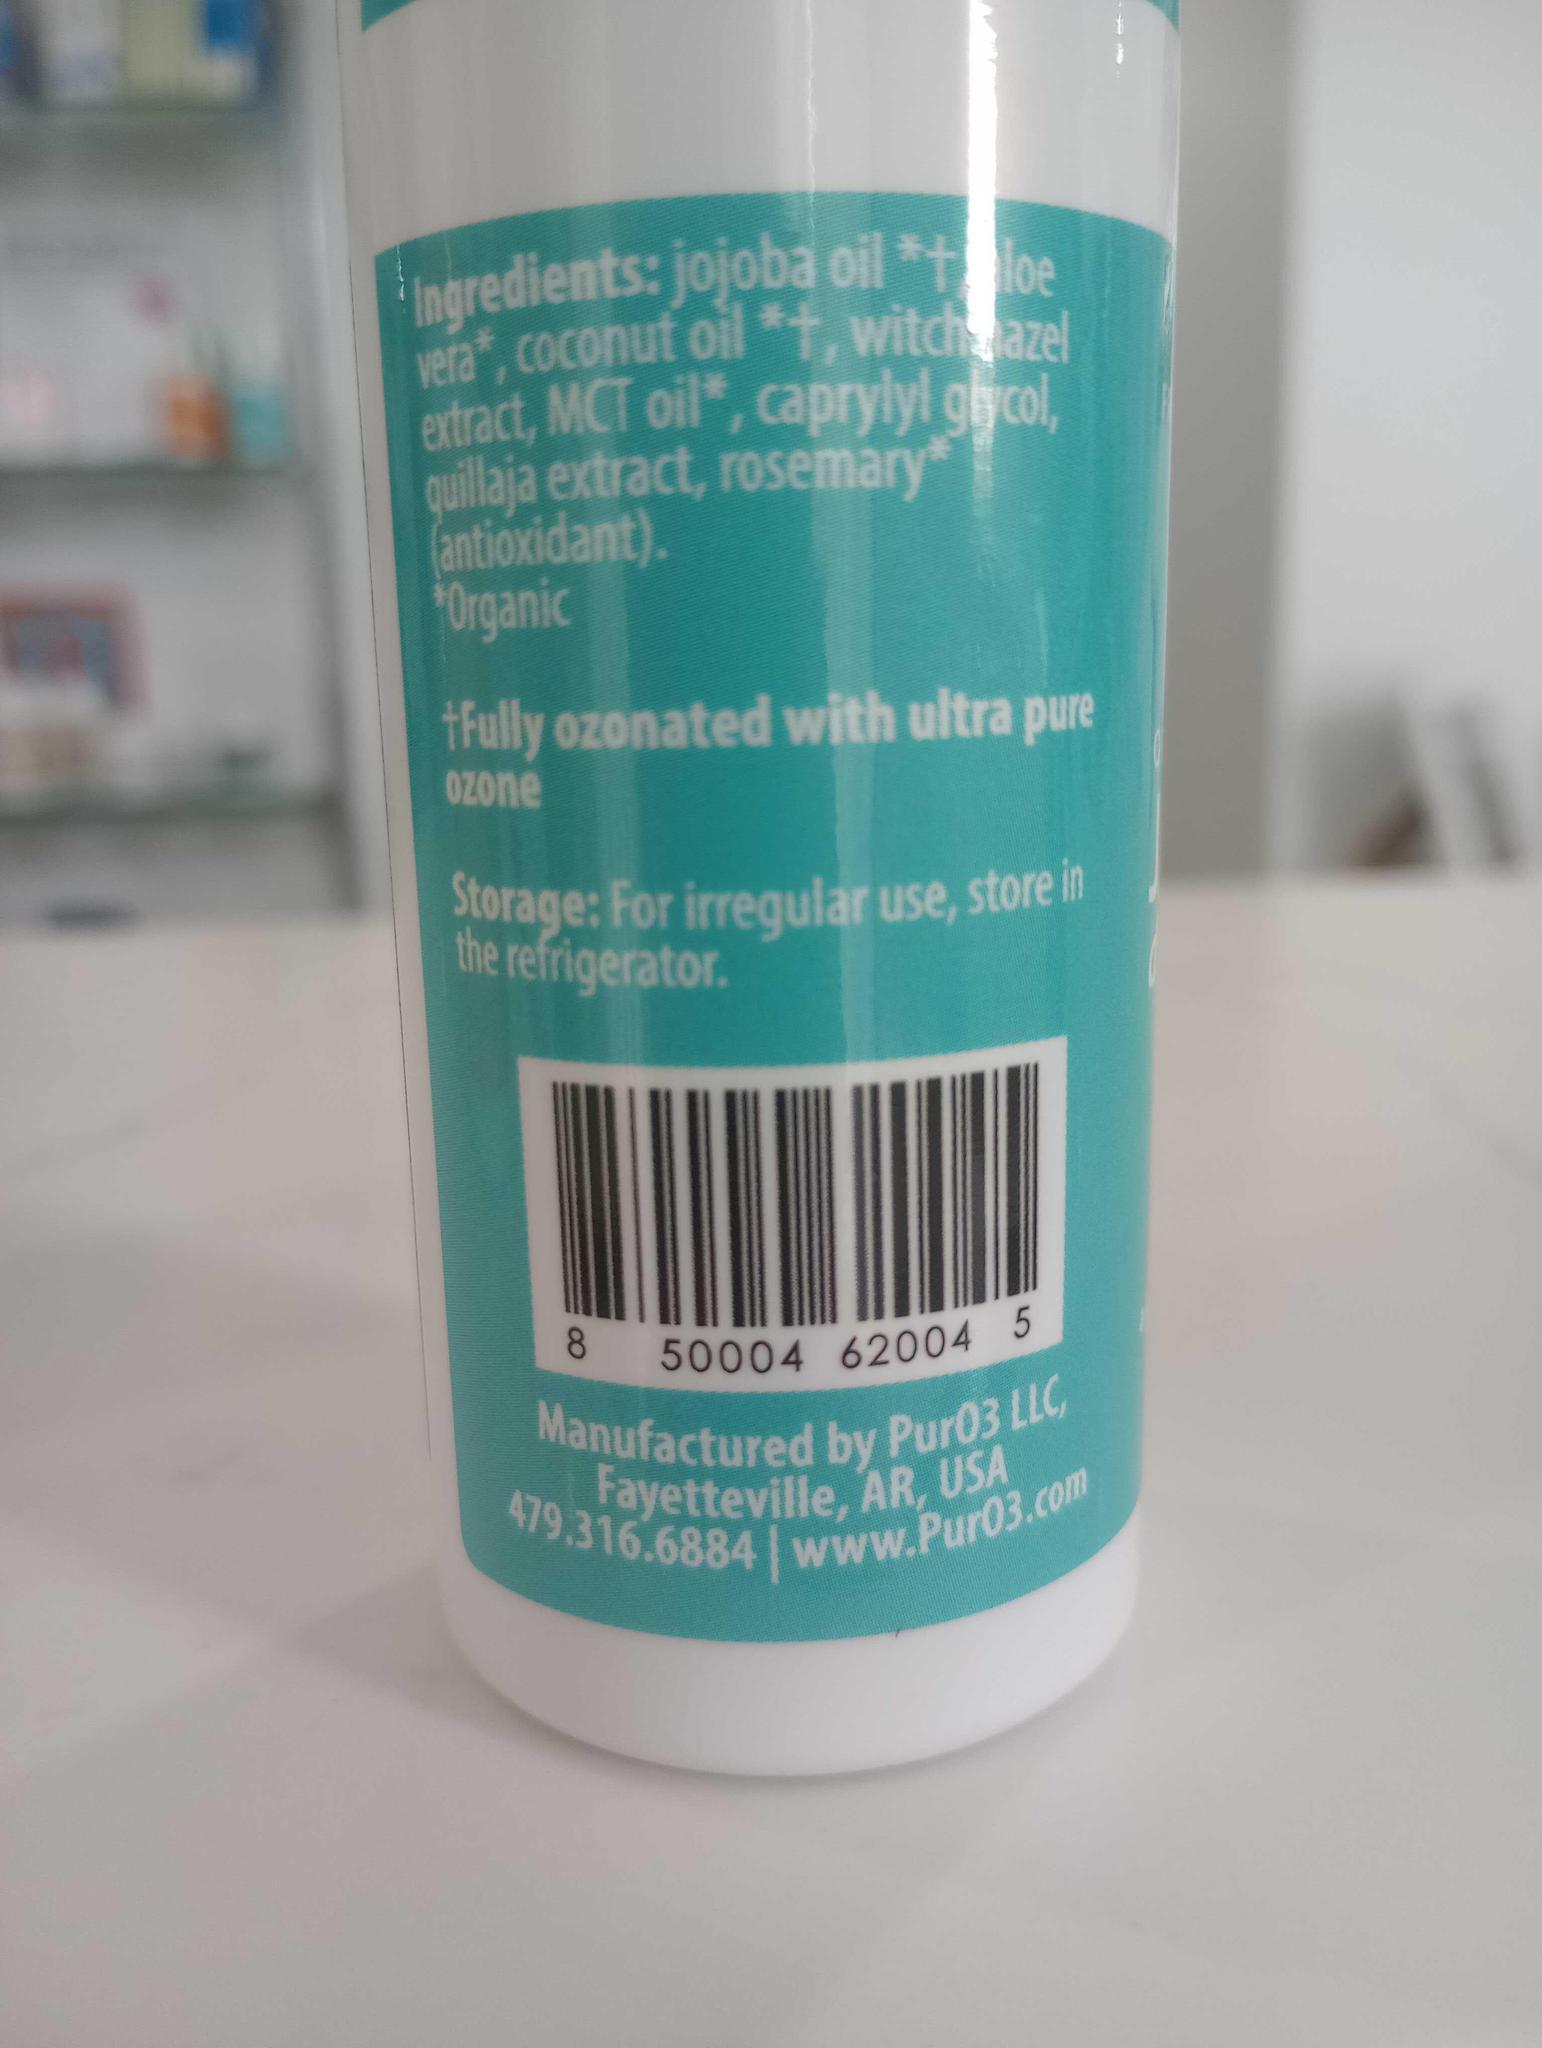 Ingredients: jojoba oil *†, aloe
vera*, coconut oil *†, witch hazel
extract, MCT oil*, caprylyl glycol,
quillaja extract, rosemary*
(antioxidant).
*Organic
†Fully ozonated with ultra pure
ozone
Storage: For irregular use, store in
the refrigerator.
8 50004 62004 5
Manufactured by PurO3 LLC,
Fayetteville, AR, USA
479.316.6884 | www.PurO3.com